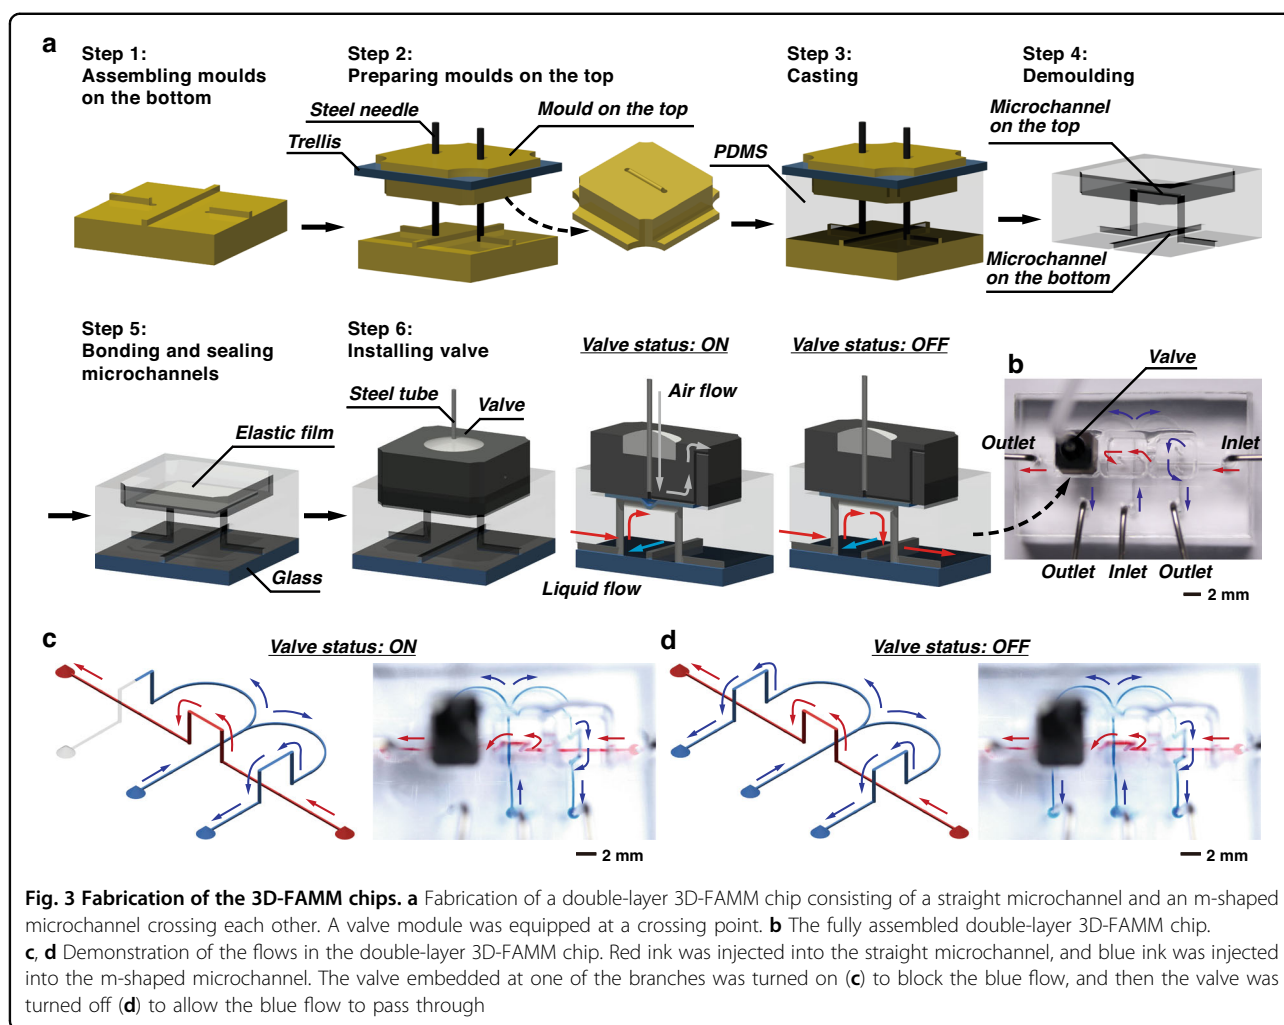 a
Step 1:
Assembling moulds
on the bottom
Step 2:
Preparing moulds on the top
Step 3:
Casting
Step 4:
Demoulding
Steel needle
Mould on the top
Trellis
PDMS
Microchannel
on the top
Microchannel
on the bottom
Step 5:
Bonding and sealing
microchannels
Step 6:
Installing valve
Valve status: ON
Valve status: OFF
b
Valve
Steel tube
Valve
Air flow
Elastic film
Outlet
Inlet
Glass
Liquid flow
Outlet Inlet Outlet
2 mm
c
Valve status: ON
d
Valve status: OFF
2 mm
2 mm
Fig. 3 Fabrication of the 3D-FAMM chips. a Fabrication of a double-layer 3D-FAMM chip consisting of a straight microchannel and an m-shaped
microchannel crossing each other. A valve module was equipped at a crossing point. b The fully assembled double-layer 3D-FAMM chip.
c, d Demonstration of the flows in the double-layer 3D-FAMM chip. Red ink was injected into the straight microchannel, and blue ink was injected
into the m-shaped microchannel. The valve embedded at one of the branches was turned on (c) to block the blue flow, and then the valve was
turned off (d) to allow the blue flow to pass through